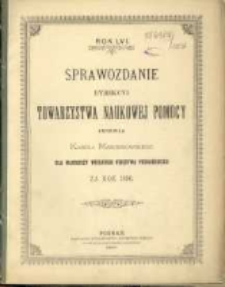 ROK LVI.
SPRAWOZDANIE
DYREKCYI
TOWARZYSTWA NAUKOWEJ POMOCY
IMIENIA
KAROLA MARCINKOWSKIEGO
DLA MŁODZIEŻY WIELKIEGO KSIĘSTWA POZNAŃSKIEGO
ZA ROK 1896.
POZNAŃ.